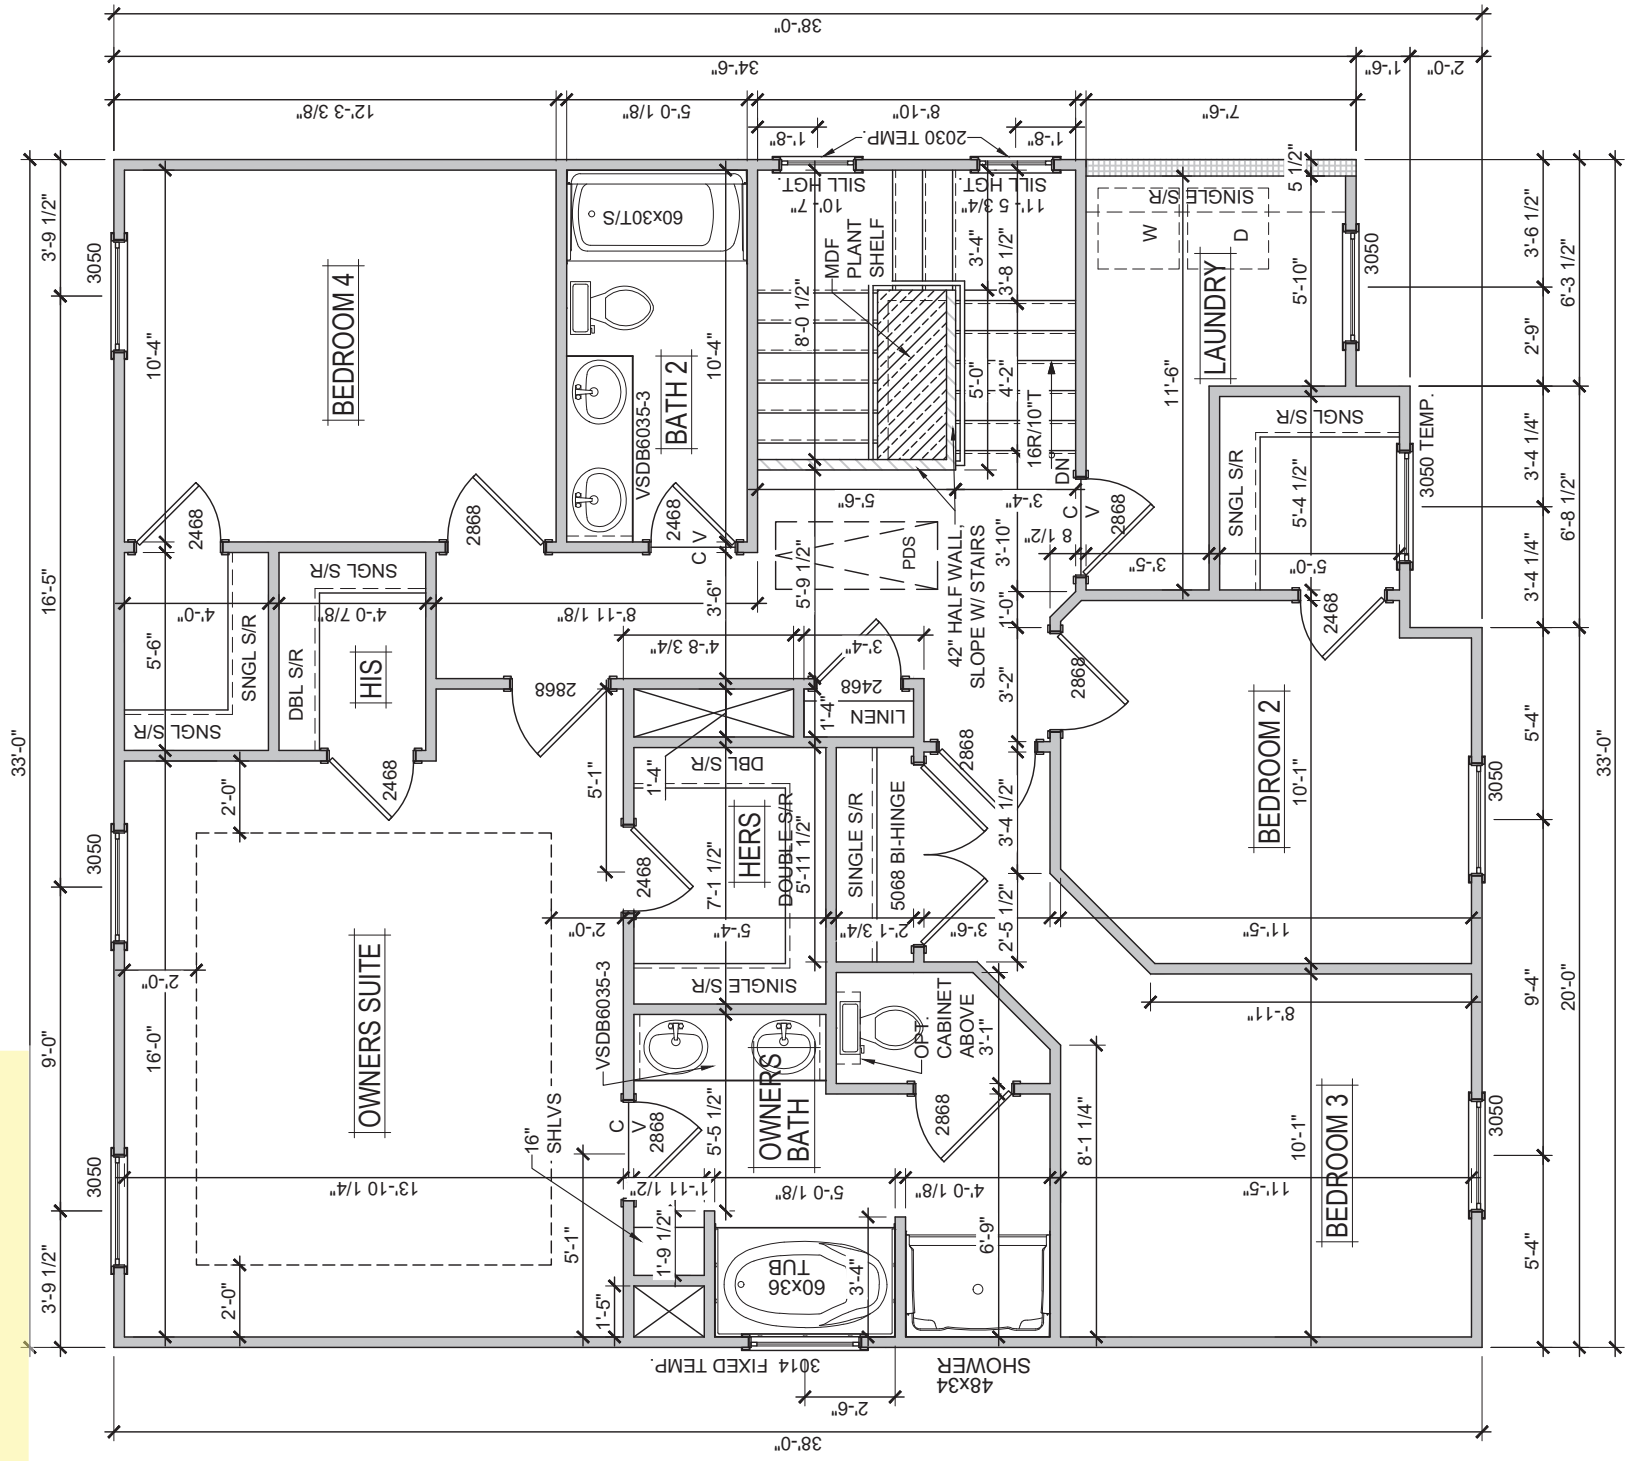 38'-0"
34'-6"
1'-6"
2'-0"
12'-3 3/8"
5'-0 1/8"
8'-10"
7'-6"
1'-8"
2030 TEMP.
1'-8"
33'-0"
3'-9 1/2"
16'-5"
9'-0"
3'-9 1/2"
3050
3050
3050
BEDROOM 4
10'-4"
60x30T/S
VSDB6035-3
BATH 2
10'-4"
2468
2868
2468
C V
SILL HGT.
10'-7"
SILL HGT.
11'-5 3/4"
MDF
PLANT
SHELF
8'-0 1/2"
3'-4"
3'-8 1/2"
5'-0"
4'-2"
16R/10"T
DN
5'-6"
3'-4"
42" HALF WALL,
SLOPE W/ STAIRS
PDS
5'-9 1/2"
3'-6"
SINGLE S/R
W
D
LAUNDRY
5'-10"
11'-6"
5 1/2"
3050
C
V
2868
8 1/2"
3'-10"
1'-0"
3'-5"
5'-0"
SNGL S/R
SNGL S/R
5'-4 1/2"
3050 TEMP.
2468
3'-6 1/2"
2'-9"
3'-4 1/4"
3'-4 1/4"
5'-4"
9'-4"
5'-4"
6'-3 1/2"
6'-8 1/2"
20'-0"
33'-0"
4'-0"
4'-0 7/8"
8'-11 1/8"
5'-6"
SNGL S/R
SNGL S/R
SNGL S/R
DBL S/R
HIS
2468
2868
4'-8 3/4"
3'-4"
2468
LINEN
1'-4"
1'-4"
5'-1"
DBL S/R
HERS
DOUBLE S/R
7'-1 1/2"
5'-11 1/2"
SINGLE S/R
2468
SINGLE S/R
5068 BI-HINGE
2868
3'-2"
3'-4 1/2"
2'-5 1/2"
2868
2'-0"
5'-4"
2'-1 3/4"
3'-6"
11'-5"
BEDROOM 2
10'-1"
3050
8'-11"
2'-0"
2'-0"
OWNERS SUITE
16'-0"
2'-0"
13'-10 1/4"
VSDB6035-3
OPT.
CABINET
ABOVE
3'-1"
OWNERS
BATH
5'-5 1/2"
C
V
2868
2868
16"
SHLVS
5'-1"
1'-11 1/2"
5'-0 1/8"
4'-0 1/8"
11'-5"
8'-1 1/4"
BEDROOM 3
10'-1"
3050
1'-9 1/2"
1'-5"
60x36
TUB
3'-4"
6'-9"
3014 FIXED TEMP.
48x34
SHOWER
2'-6"
38'-0"